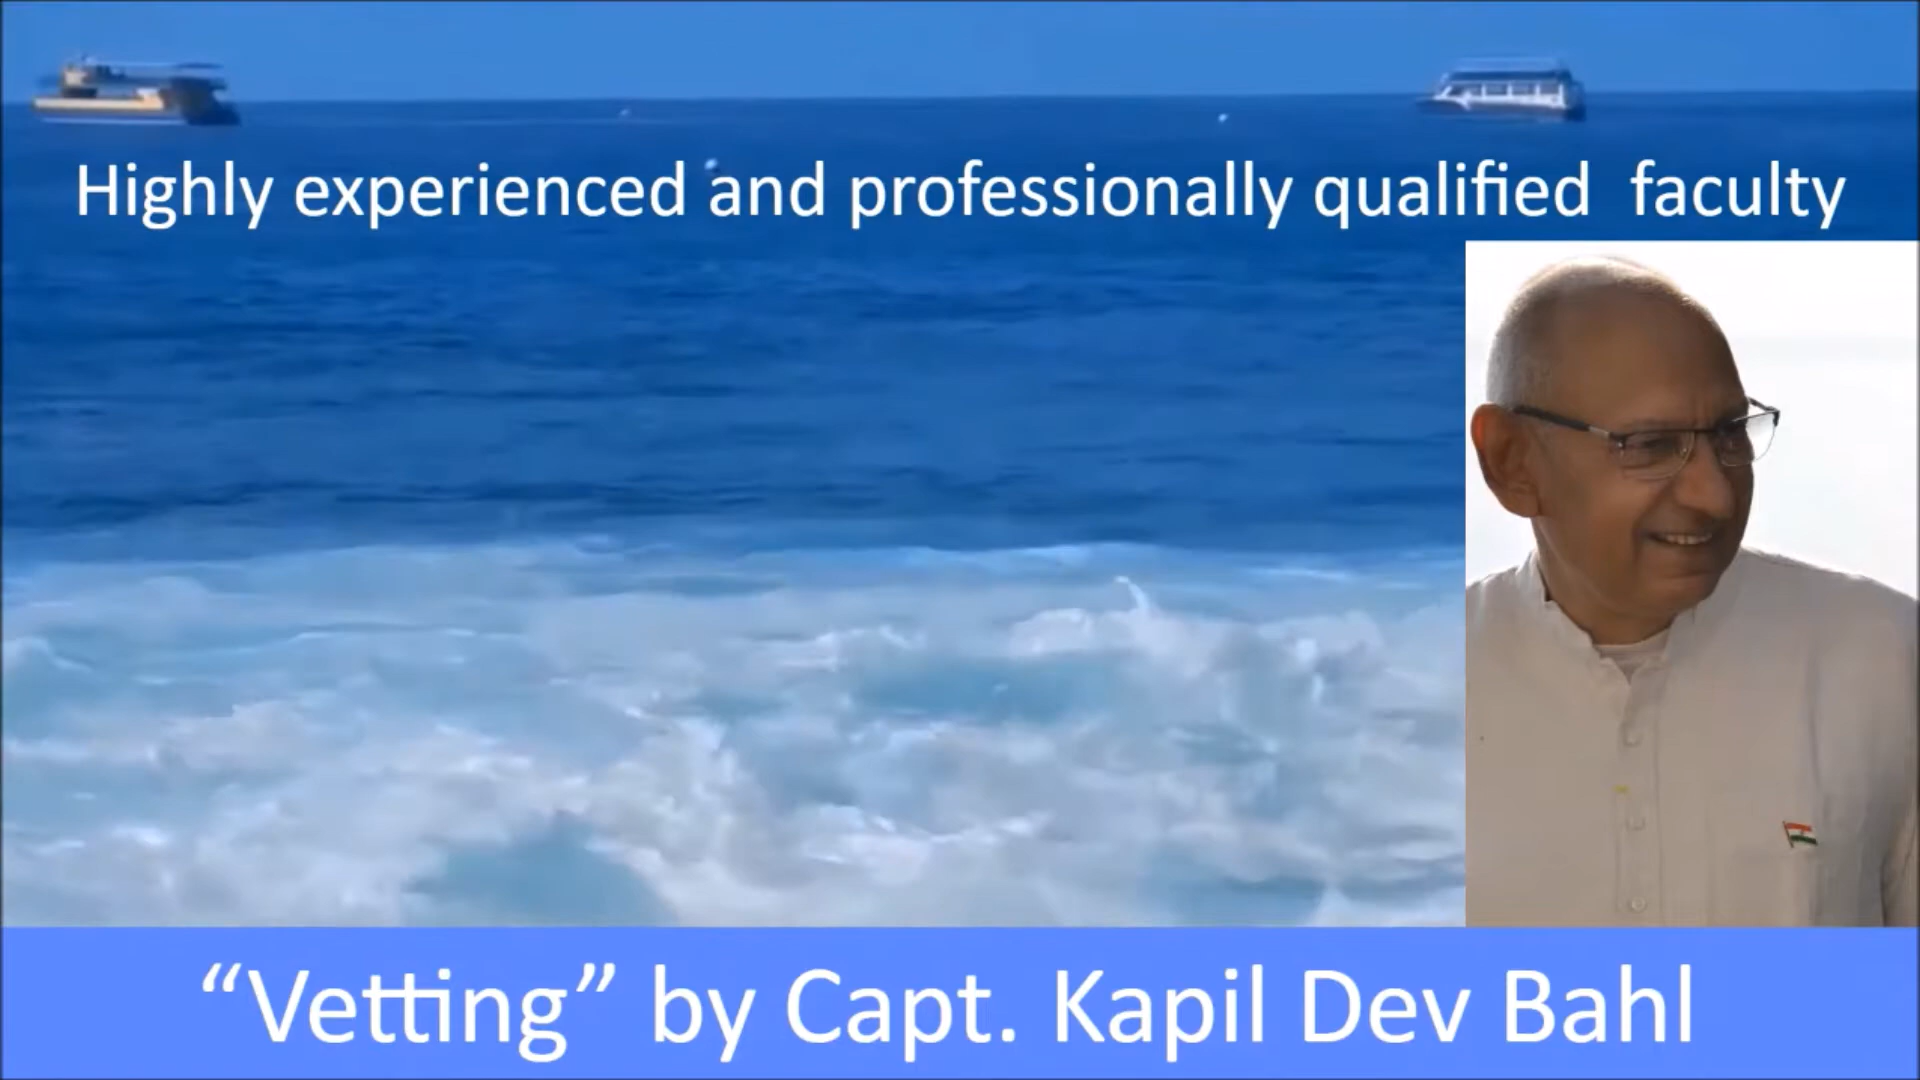 Highly experienced and professionally qualified  faculty
“Vetting” by Capt. Kapil Dev Bahl